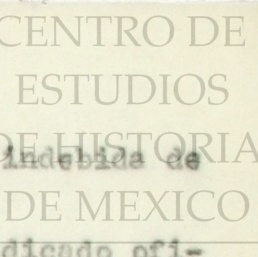 CENTRO DE
ESTUDIOS
DE HISTORIA
indebida de
DE MEXICO
dicado ofi-